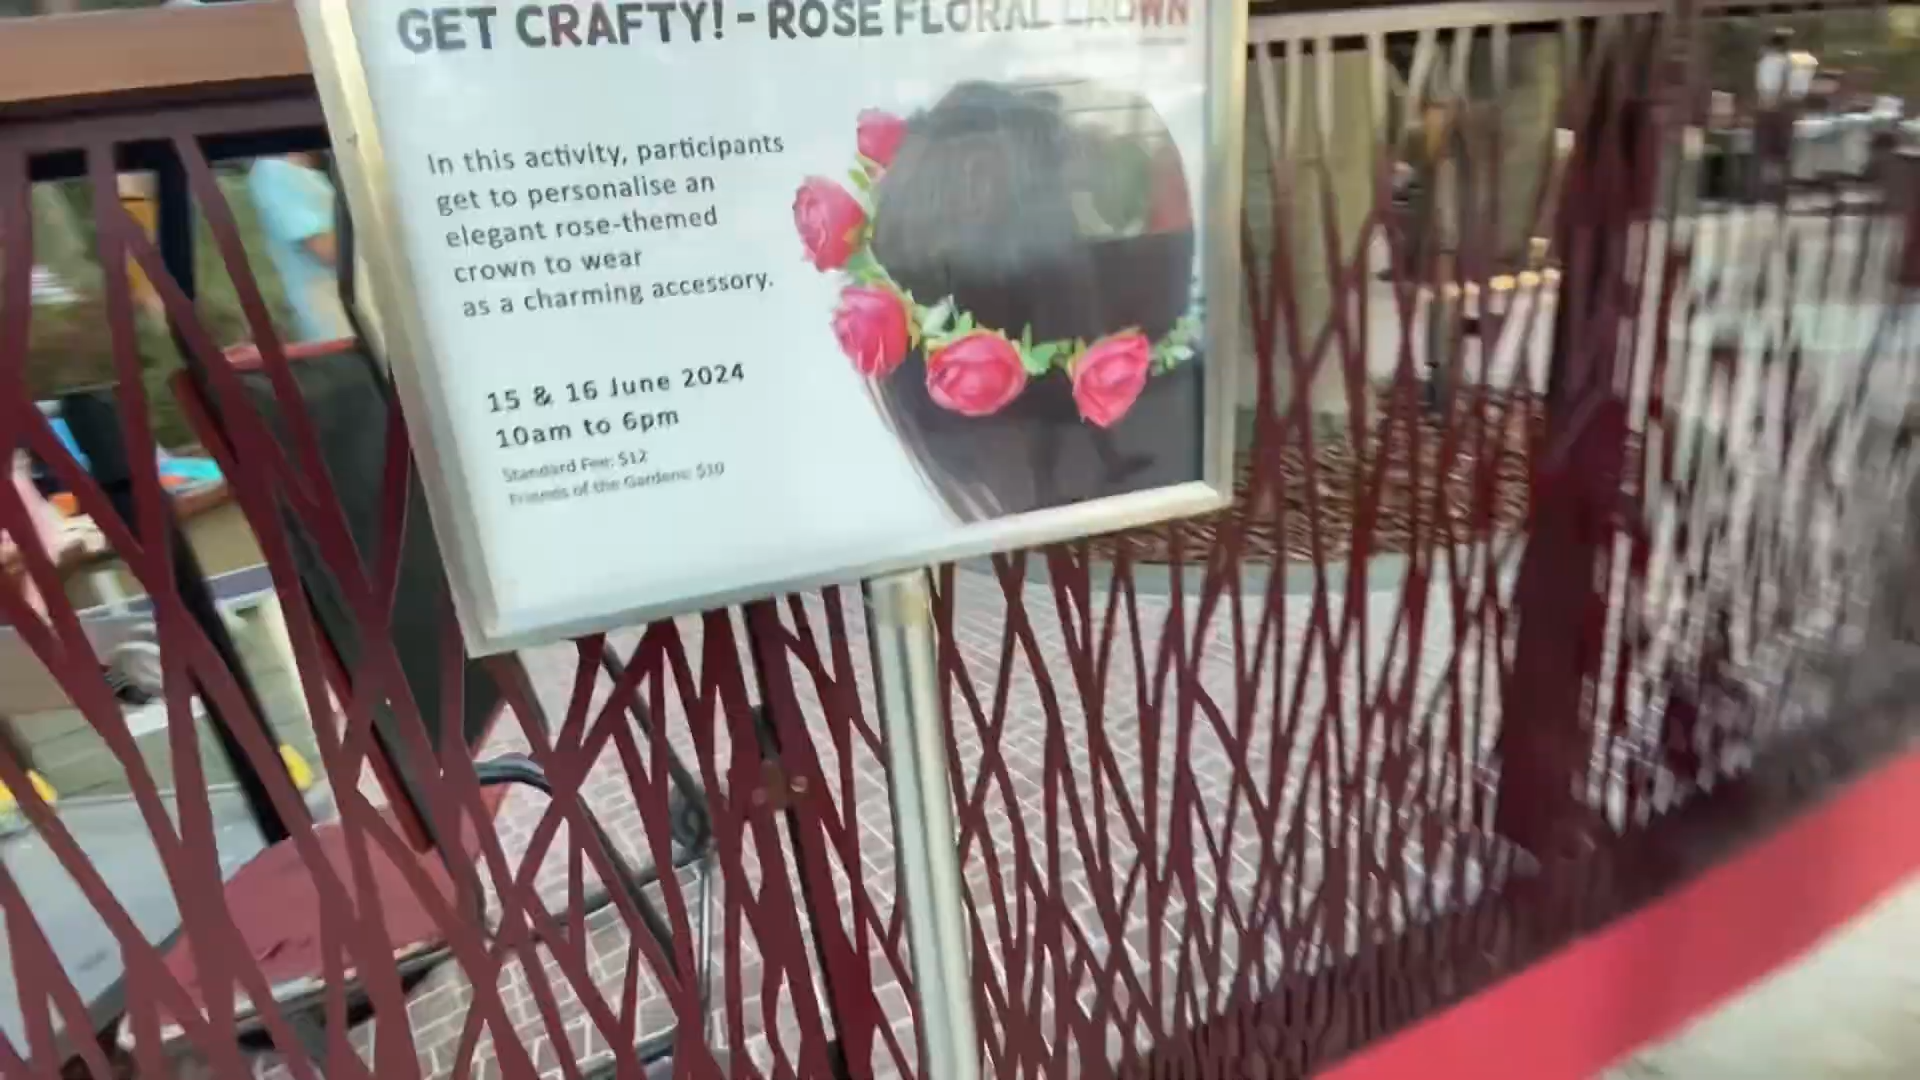 GET CRAFTY! - ROSE FLORAL CROWN
In this activity, participants
get to personalise an
elegant rose-themed
crown to wear
as a charming accessory.
15 & 16 June 2024
10am to 6pm
Standard Fee: $12
Friends of the Gardens: $10